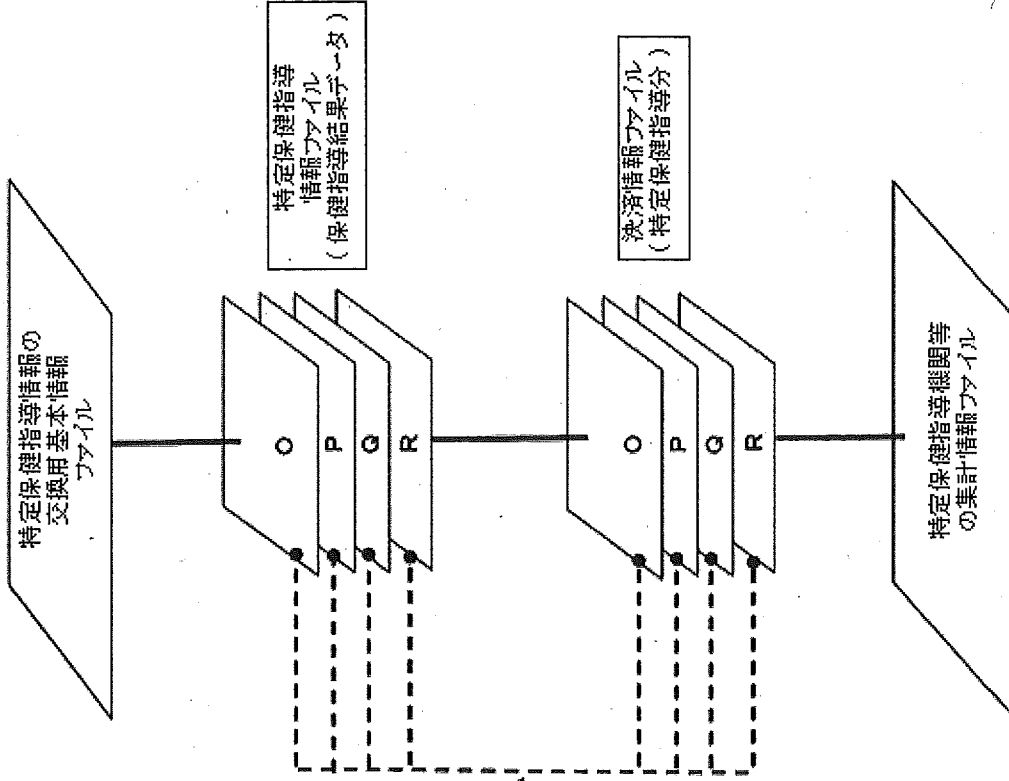 特定保健指導情報の
交換用基本情報
ファイル
特定保健指導
情報ファイル
(保健指導結果データ)
O
P
Q
R
決済情報ファイル
(特定保健指導分)
O
P
Q
R
特定保健指導機関等
の集計情報ファイル